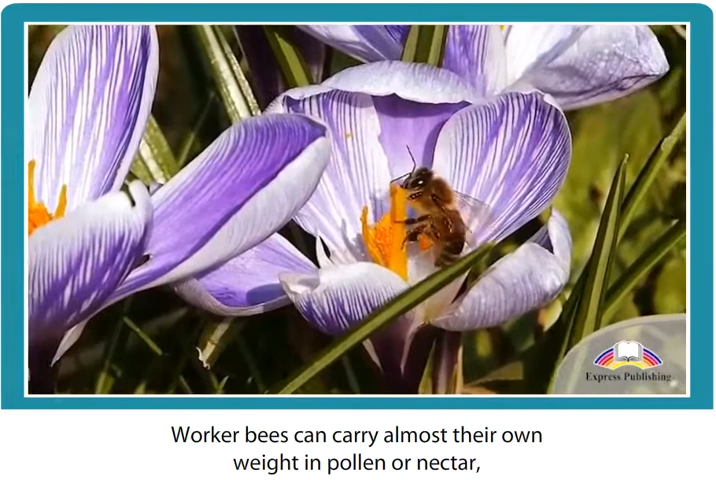 Express Publishing
Worker bees can carry almost their own
weight in pollen or nectar,